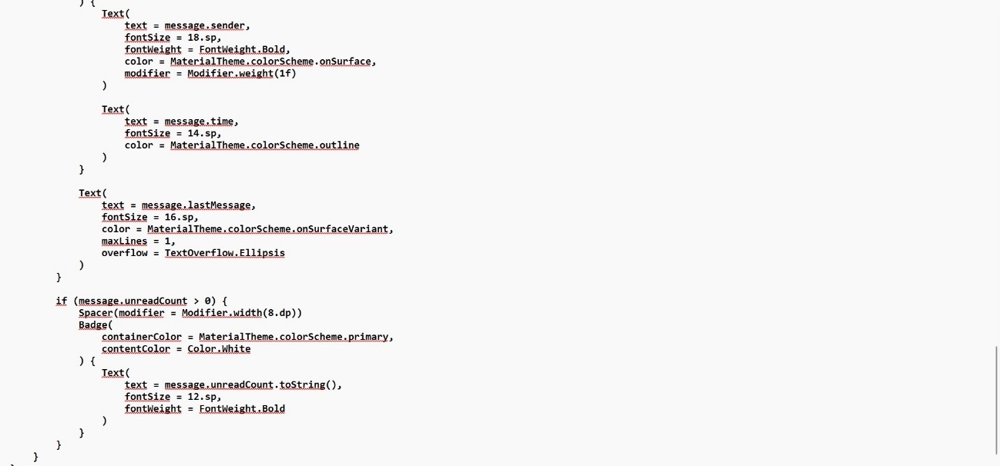 ) {
Text(
text = message.sender,
fontSize = 18.sp,
fontWeight = FontWeight.Bold,
color = MaterialTheme.colorScheme.onSurface,
modifier = Modifier.weight(1f)
)
Text(
text = message.time,
fontSize = 14.sp,
color = MaterialTheme.colorScheme.outline
)
}
Text(
text = message.lastMessage,
fontSize = 16.sp,
color = MaterialTheme.colorScheme.onSurfaceVariant,
maxLines = 1,
overflow = TextOverflow.Ellipsis
)
}
if (message.unreadCount > 0) {
Spacer(modifier = Modifier.width(8.dp))
Badge(
containerColor = MaterialTheme.colorScheme.primary,
contentColor = Color.White
) {
Text(
text = message.unreadCount.toString(),
fontSize = 12.sp,
fontWeight = FontWeight.Bold
)
}
}
}